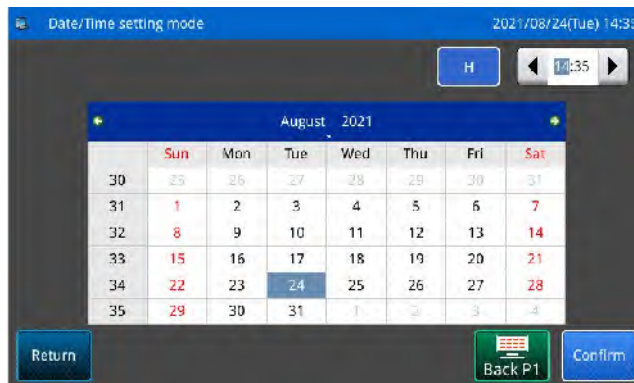 Date/Time setting mode 2021/08/24(Tue) 14:35
H 14:35
August 2021
Sun Mon Tue Wed Thu Fri Sat
30 25 26 27 28 29 30 31
31 1 2 3 4 5 6 7
32 8 9 10 11 12 13 14
33 15 16 17 18 19 20 21
34 22 23 24 25 26 27 28
35 29 30 31 1 2 3 4
Return Back P1 Confirm